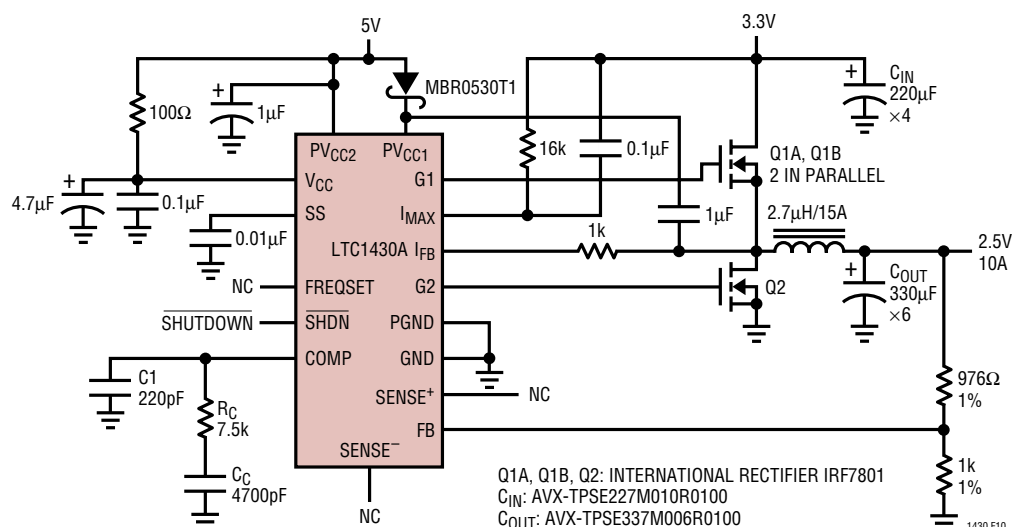 5V
3.3V
MBR0530T1
+
CIN
220µF
×4
100Ω
+
1µF
PVCC2
PVCC1
16k
0.1µF
Q1A, Q1B
2 IN PARALLEL
+
4.7µF
0.1µF
VCC
G1
SS
IMAX
1µF
2.7µH/15A
0.01µF
LTC1430A
IFB
1k
2.5V
10A
NC
FREQSET
G2
Q2
+
COUT
330µF
×6
SHUTDOWN
SHDN
PGND
COMP
GND
C1
220pF
SENSE+
NC
976Ω
1%
RC
7.5k
FB
SENSE−
CC
4700pF
NC
1k
1%
Q1A, Q1B, Q2: INTERNATIONAL RECTIFIER IRF7801
CIN: AVX-TPSE227M010R0100
COUT: AVX-TPSE337M006R0100
1430 F10